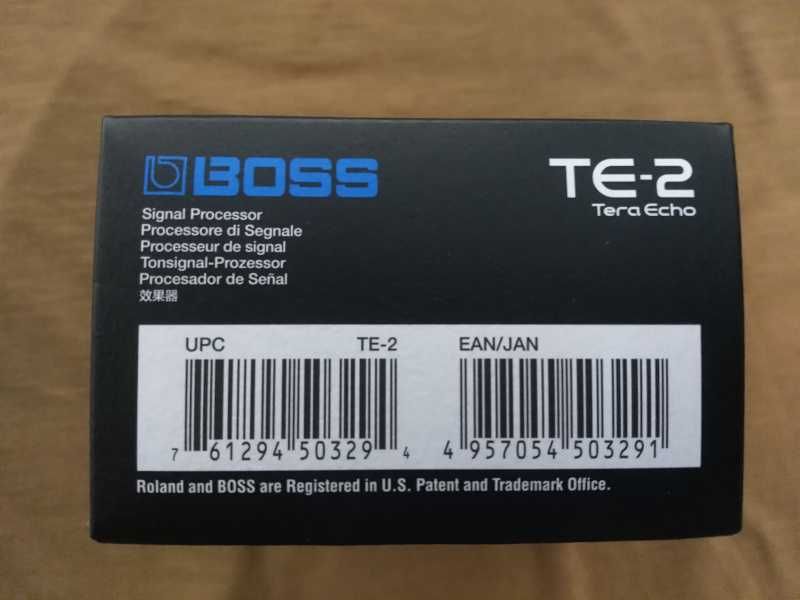 BOSS
TE-2
Tera Echo
Signal Processor
Processore di Segnale
Processeur de signal
Tonsignal-Prozessor
Procesador de Señal
效果器
UPC TE-2
7 61294 50329 4
EAN/JAN
4 957054 503291
Roland and BOSS are Registered in U.S. Patent and Trademark Office.